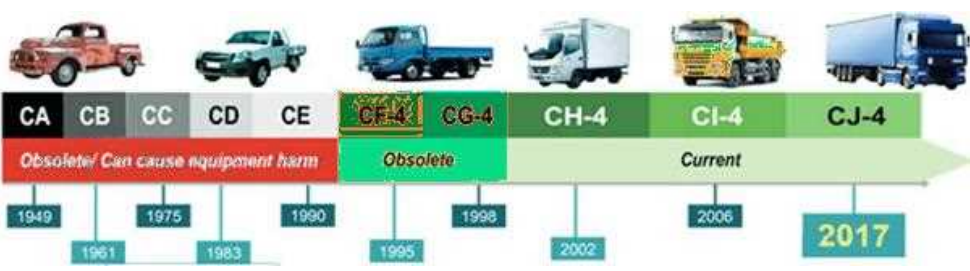 CA CB CC CD CE CF-4 CG-4 CH-4 CI-4 CJ-4
Obsolete/ Can cause equipment harm Obsolete Current
1949 1975 1990 1998 2006 2017
1961 1983 1995 2002